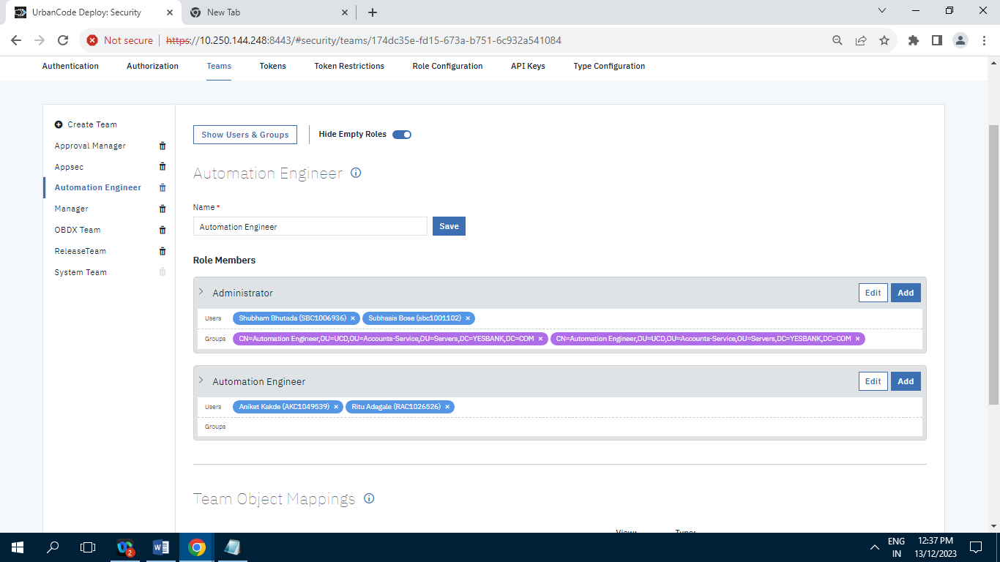 UrbanCode Deploy: Security
New Tab
Not secure https://10.250.144.248:8443/#security/teams/174dc35e-fd15-673a-b751-6c932a541084
Authentication Authorization Teams Tokens Token Restrictions Role Configuration API Keys Type Configuration
Create Team
Approval Manager
Appsec
Automation Engineer
Manager
OBDX Team
ReleaseTeam
System Team
Show Users & Groups Hide Empty Roles
Automation Engineer
Name *
Automation Engineer Save
Role Members
Administrator Edit Add
Users Shubham Bhutada (SBC1006936) × Subhasis Bose (sbc1001102) ×
Groups CN=Automation Engineer,OU=UCD,OU=Accounts-Service,OU=Servers,DC=YESBANK,DC=COM × CN=Automation Engineer,OU=UCD,OU=Accounts-Service,OU=Servers,DC=YESBANK,DC=COM ×
Automation Engineer Edit Add
Users Aniket Kakde (AKC1049539) × Ritu Adagale (RAC1026526) ×
Groups
Team Object Mappings
View: Type:
2
ENG
IN
12:37 PM
13/12/2023